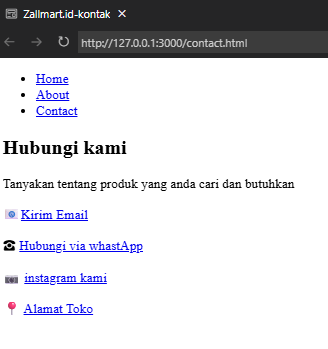 Zallmart.id-kontak
http://127.0.0.1:3000/contact.html
Home
About
Contact
Hubungi kami
Tanyakan tentang produk yang anda cari dan butuhkan
Kirim Email
Hubungi via whastApp
instagram kami
Alamat Toko